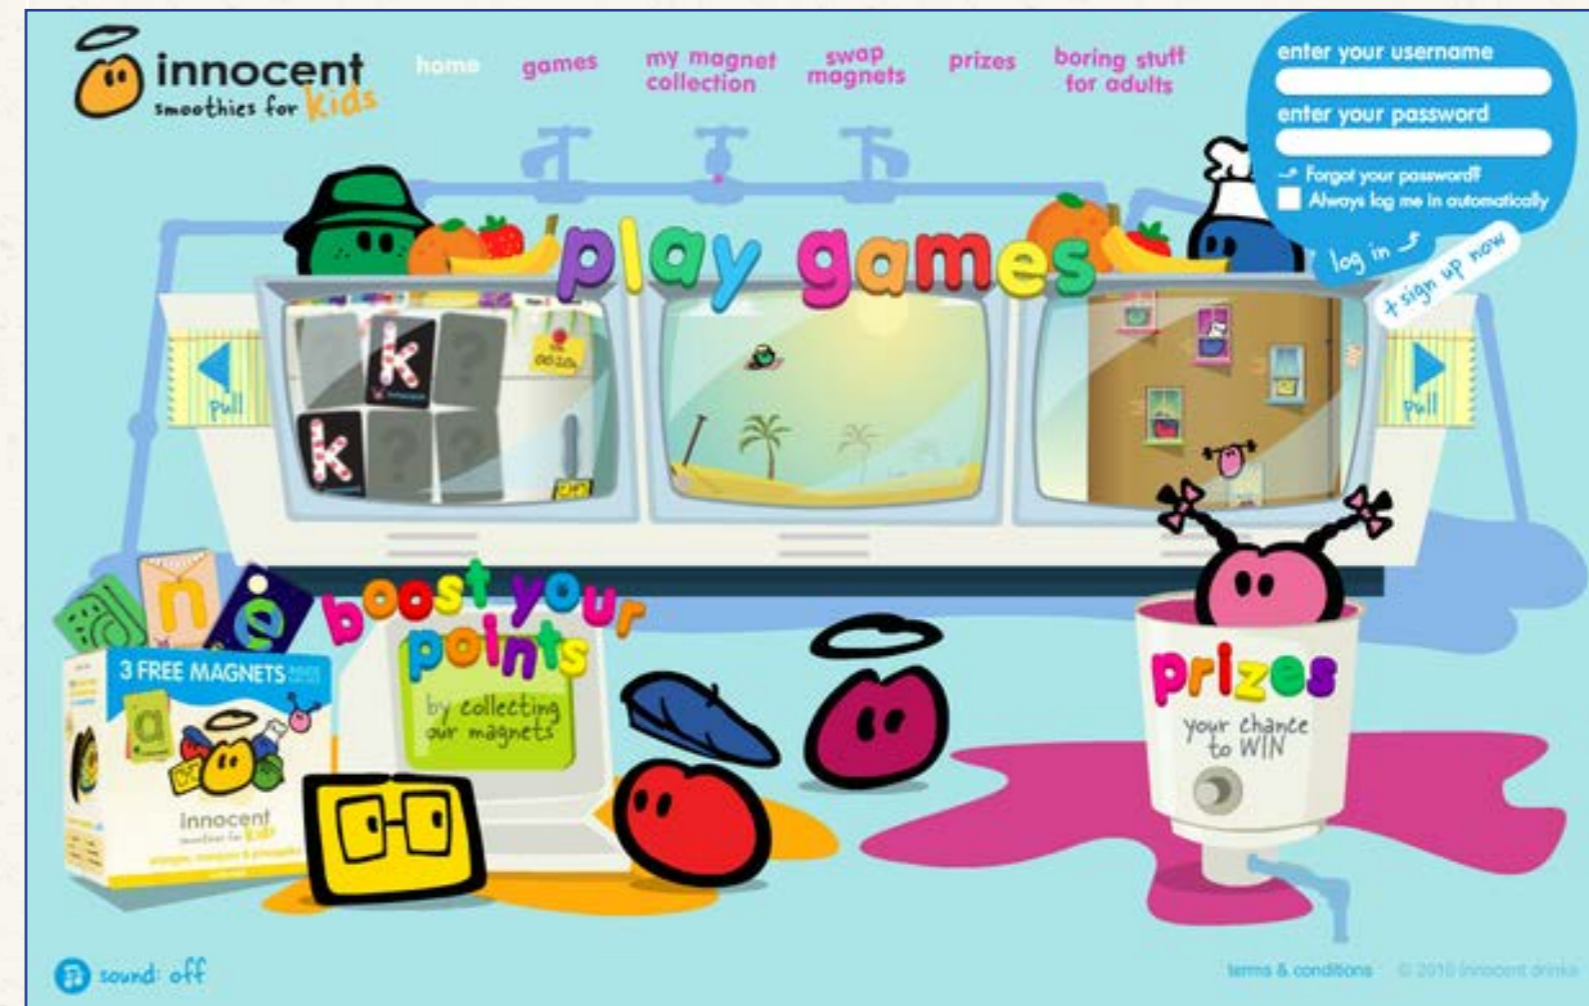 innocent
smoothies for kids
home
games
my magnet
collection
swap
magnets
prizes
boring stuff
for adults
enter your username
enter your password
Forgot your password?
Always log me in automatically
log in
+ sign up now
play games
pull
k
?
k
?
?
00:20
pull
n
e
boost your
points
by collecting
our magnets
3 FREE MAGNETS
a
innocent
smoothies for kids
prizes
your chance
to WIN
sound: off
terms & conditions
© 2010 innocent drinks